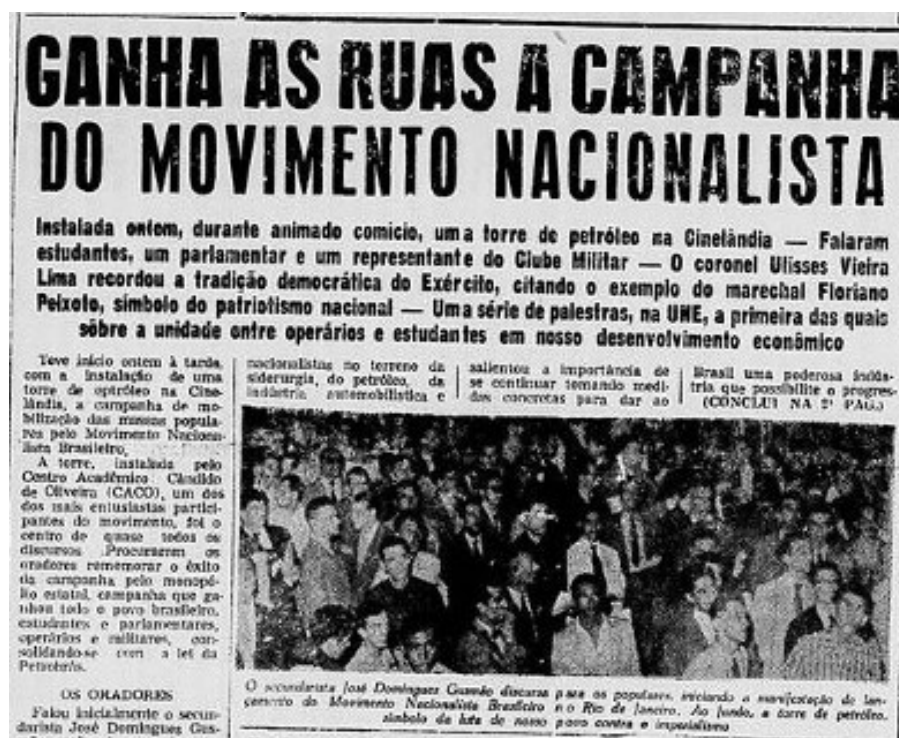 GANHA AS RUAS A CAMPANHA
DO MOVIMENTO NACIONALISTA
Instalada ontem, durante animado comício, uma torre de petróleo na Cinelândia — Falaram
estudantes, um parlamentar e um representante do Clube Militar — O coronel Ulisses Vieira
Lima recordou a tradição democrática do Exército, citando o exemplo do marechal Floriano
Peixoto, símbolo do patriotismo nacional — Uma série de palestras, na UNE, a primeira das quais
sôbre a unidade entre operários e estudantes em nosso desenvolvimento econômico
Teve início ontem à tarde,
com a instalação de uma
torre de optróleo na Cine-
lândia, a campanha de mo-
bilização das massas popula-
res pelo Movimento Naciona-
lista Brasileiro.
A torre, instalada pelo
Centro Acadêmico Cândido
de Oliveira (CACO), um dos
dos mais entusiastas partici-
pantes do movimento, foi o
centro de quase todos os
discursos. Procuraram os
oradores rememorar o êxito
da campanha pelo monopó-
lio estatal, campanha que ga-
nhou todo o povo brasileiro,
estudantes e parlamentares,
operários e militares, con-
solidando-se com a lei da
Petrobrás.
OS ORADORES
Falou inicialmente o secun-
darista José Domingues Gus-
nacionalistas no terreno da
siderurgia, do petróleo, da
indústria automobilística e
salientou a importância de
se continuar tomando medi-
das concretas para dar ao
Brasil uma poderosa indús-
tria que possibilite o progres-
(CONCLUI NA 2ª PAG.)
O secundarista José Domingues Gusmão discursa para os populares, iniciando a manifestação de lan-
çamento do Movimento Nacionalista Brasileiro no Rio de Janeiro. Ao fundo, a torre de petróleo,
símbolo da luta de nosso povo contra o imperialismo